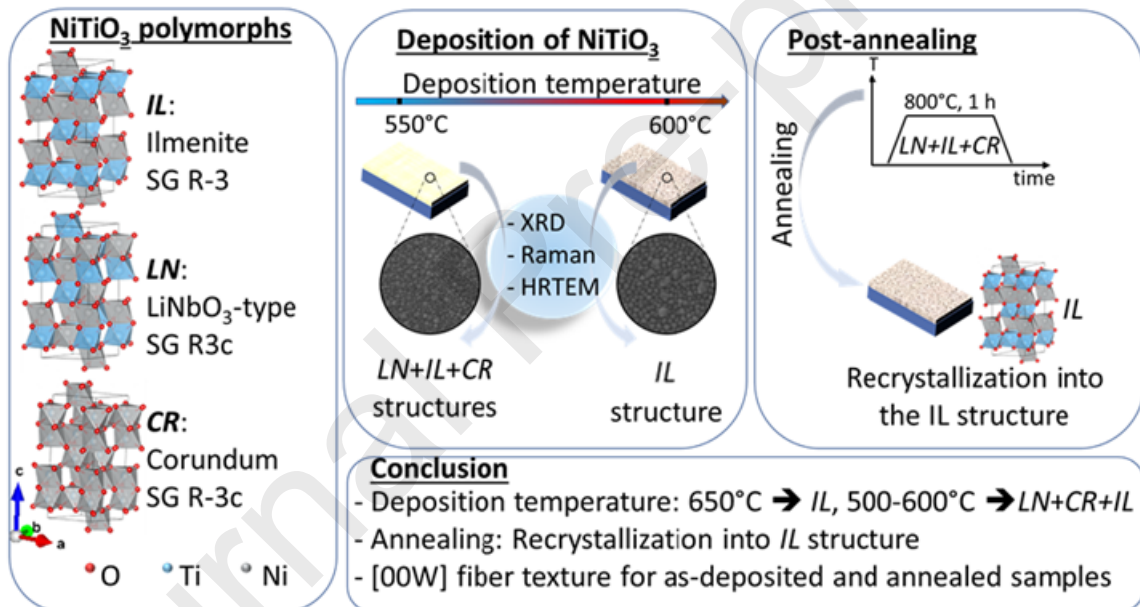 NiTiO₃ polymorphs
IL:
Ilmenite
SG R-3
LN:
LiNbO₃-type
SG R3c
CR:
Corundum
SG R-3c
c
b
a
O Ti Ni
Deposition of NiTiO₃
Deposition temperature
550°C 600°C
- XRD
- Raman
- HRTEM
LN+IL+CR
structures
IL
structure
Post-annealing
T
800°C, 1 h
LN+IL+CR
time
Annealing
IL
Recrystallization into
the IL structure
Conclusion
- Deposition temperature: 650°C ➔ IL, 500-600°C ➔ LN+CR+IL
- Annealing: Recrystallization into IL structure
- [00W] fiber texture for as-deposited and annealed samples